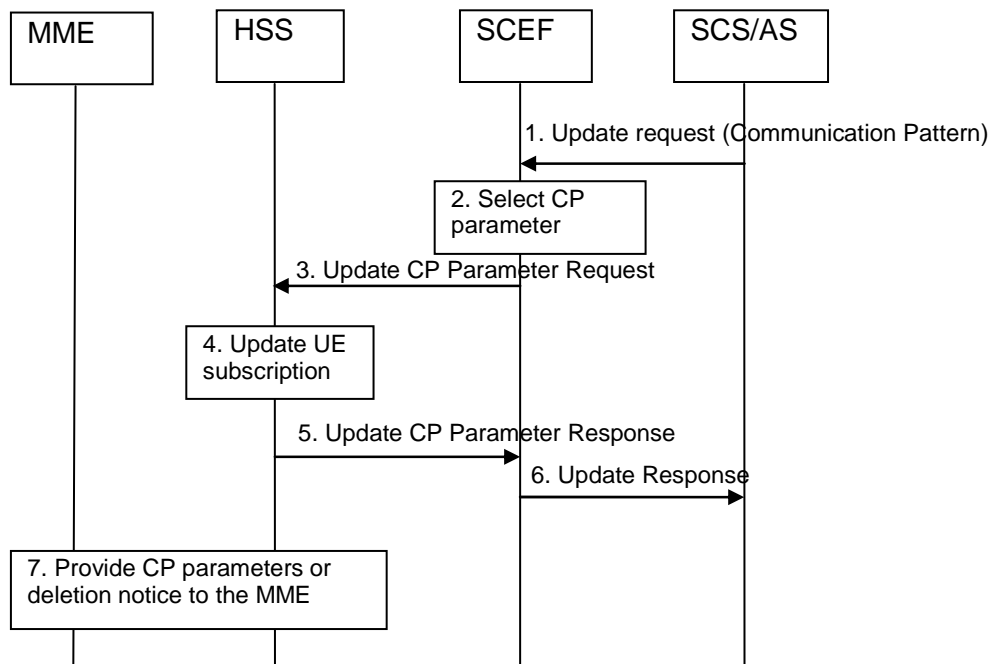 MME
HSS
SCEF
SCS/AS
1. Update request (Communication Pattern)
2. Select CP
parameter
3. Update CP Parameter Request
4. Update UE
subscription
5. Update CP Parameter Response
6. Update Response
7. Provide CP parameters or
deletion notice to the MME